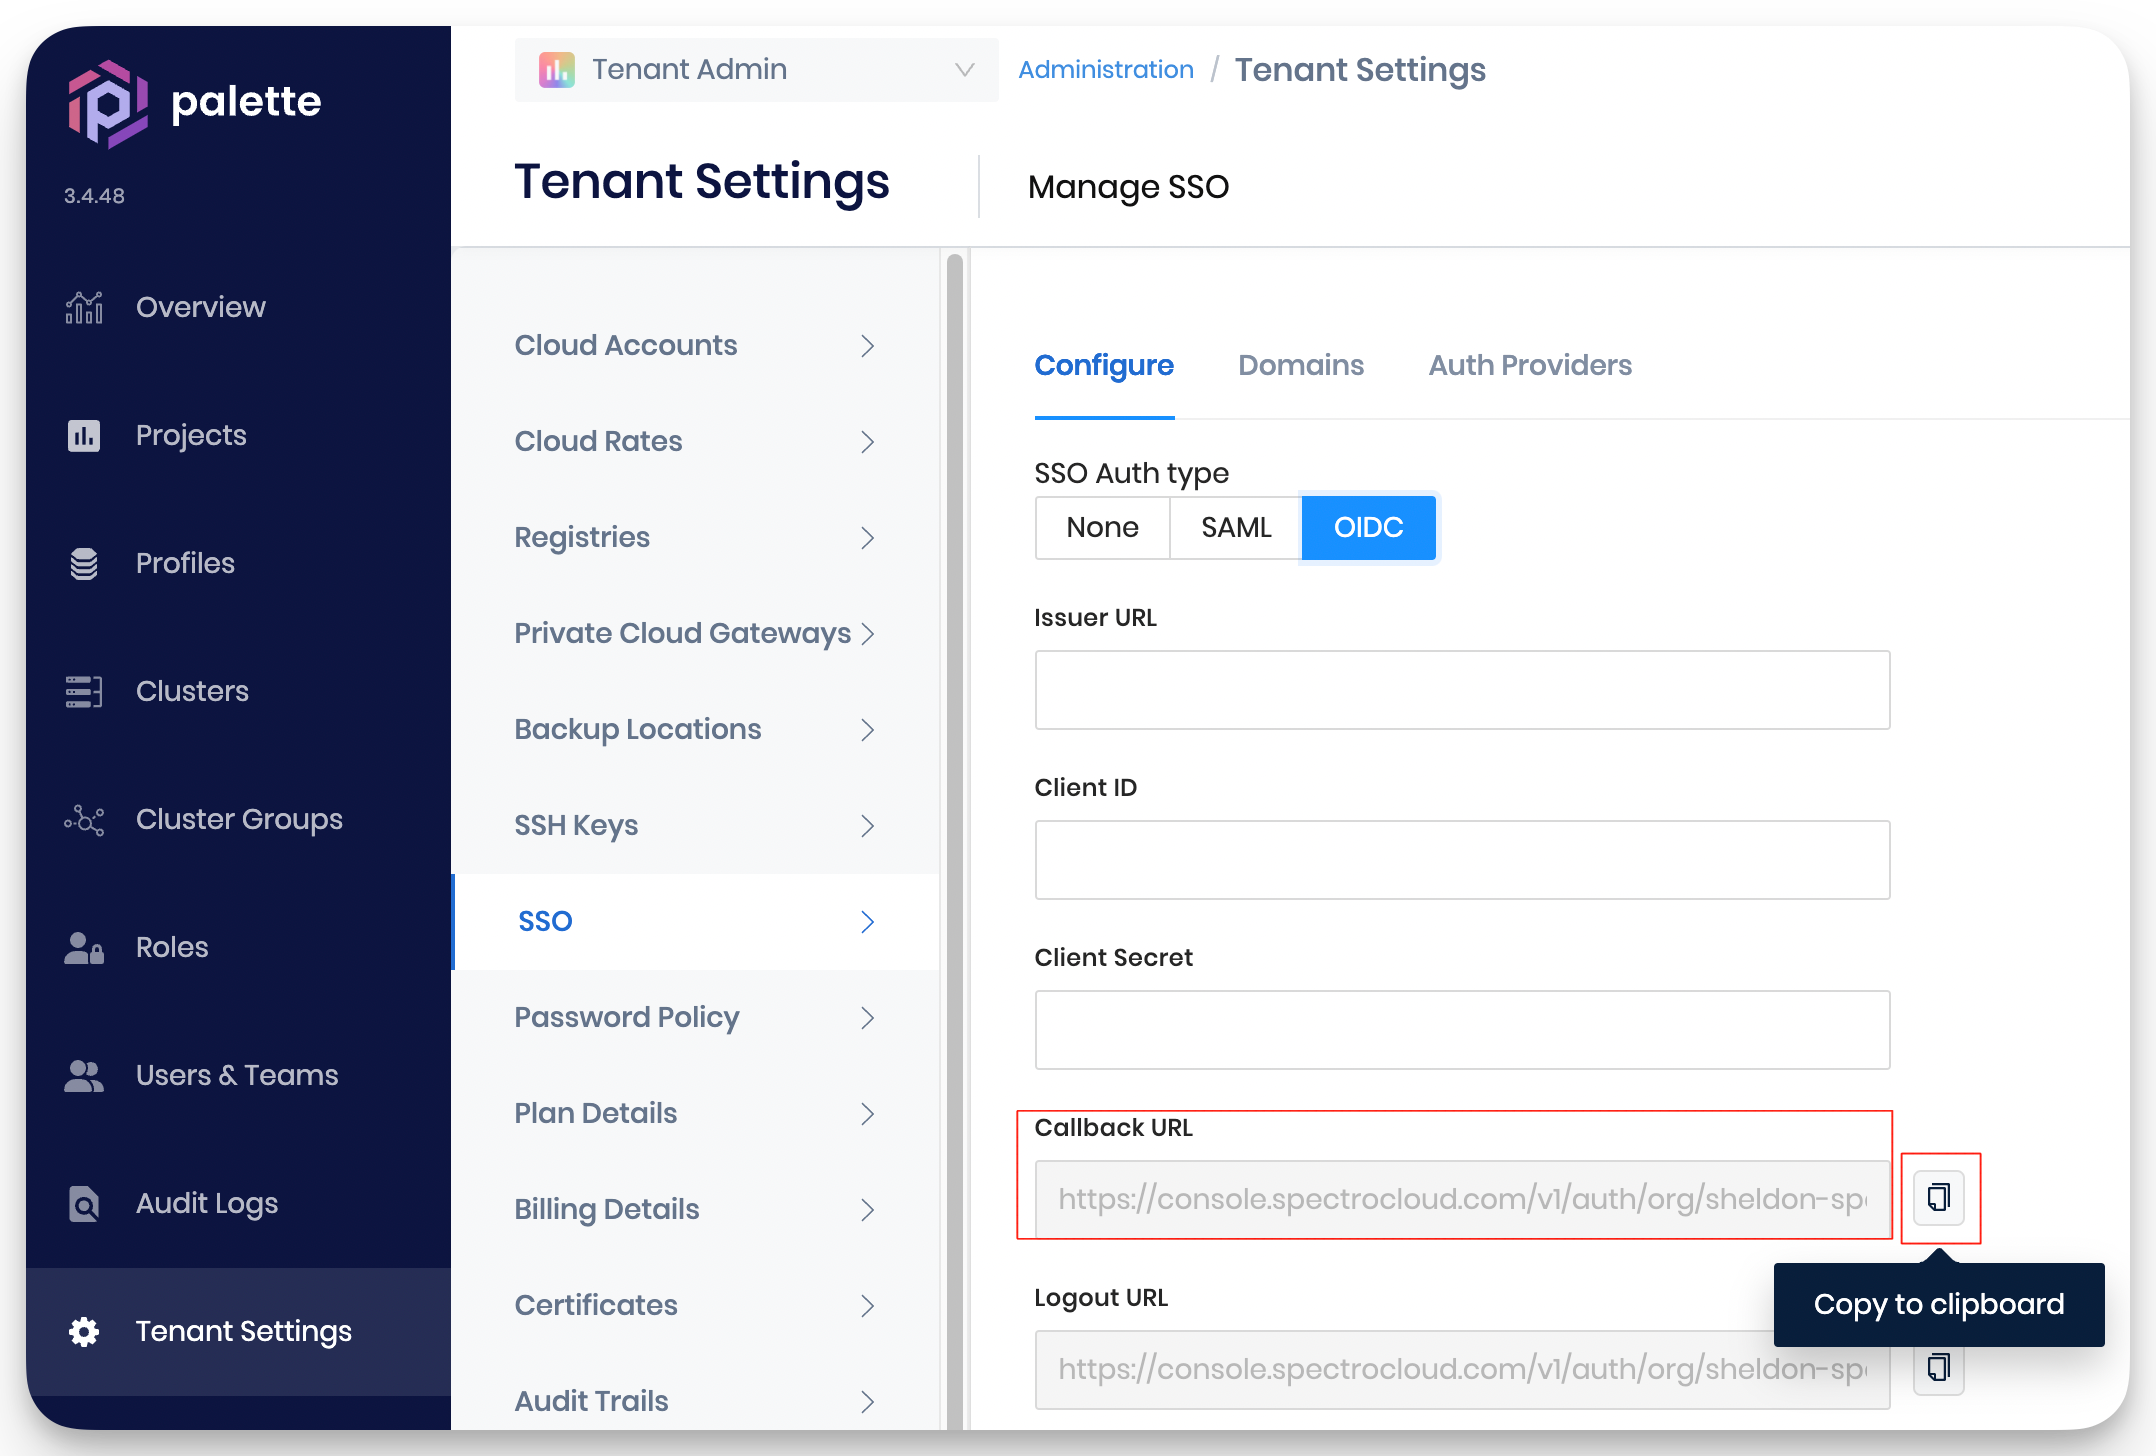 palette
3.4.48
Overview
Projects
Profiles
Clusters
Cluster Groups
Roles
Users & Teams
Audit Logs
Tenant Settings
Tenant Admin
Administration / Tenant Settings
Tenant Settings
Manage SSO
Cloud Accounts
Cloud Rates
Registries
Private Cloud Gateways
Backup Locations
SSH Keys
SSO
Password Policy
Plan Details
Billing Details
Certificates
Audit Trails
Configure Domains Auth Providers
SSO Auth type
None SAML OIDC
Issuer URL
Client ID
Client Secret
Callback URL
https://console.spectrocloud.com/v1/auth/org/sheldon-sp
Copy to clipboard
Logout URL
https://console.spectrocloud.com/v1/auth/org/sheldon-sp